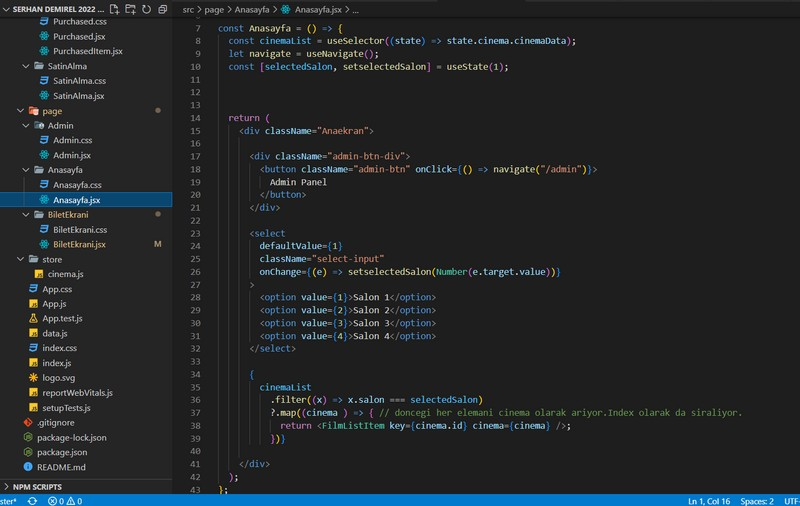 SERHAN DEMIREL 2022 ...
Purchased.css
Purchased.jsx
PurchasedItem.jsx
SatinAlma
SatinAlma.css
SatinAlma.jsx
page
Admin
Admin.css
Admin.jsx
Anasayfa
Anasayfa.css
Anasayfa.jsx
BiletEkrani
BiletEkrani.css
BiletEkrani.jsx M
store
cinema.js
App.css
App.js
App.test.js
data.js
index.css
index.js
logo.svg
reportWebVitals.js
setupTests.js
.gitignore
package-lock.json
package.json
README.md
NPM SCRIPTS
src > page > Anasayfa > Anasayfa.jsx > ...
6
7 const Anasayfa = () => {
8 const cinemaList = useSelector((state) => state.cinema.cinemaData);
9 let navigate = useNavigate();
10 const [selectedSalon, setselectedSalon] = useState(1);
11
12
13
14 return (
15 <div className="Anaekran">
16
17 <div className="admin-btn-div">
18 <button className="admin-btn" onClick={() => navigate("/admin")}>
19 Admin Panel
20 </button>
21 </div>
22
23 <select
24 defaultValue={1}
25 className="select-input"
26 onChange={(e) => setselectedSalon(Number(e.target.value))}
27 >
28 <option value={1}>Salon 1</option>
29 <option value={2}>Salon 2</option>
30 <option value={3}>Salon 3</option>
31 <option value={4}>Salon 4</option>
32 </select>
33
34 {
35 cinemaList
36 .filter((x) => x.salon === selectedSalon)
37 ?.map((cinema ) => { // doncegi her elemani cinema olarak ariyor.Index olarak da siraliyor.
38 return <FilmListItem key={cinema.id} cinema={cinema} />;
39 })}
40
41 </div>
42 );
43 };
ster* 0 0 Ln 1, Col 16 Spaces: 2 UTF-